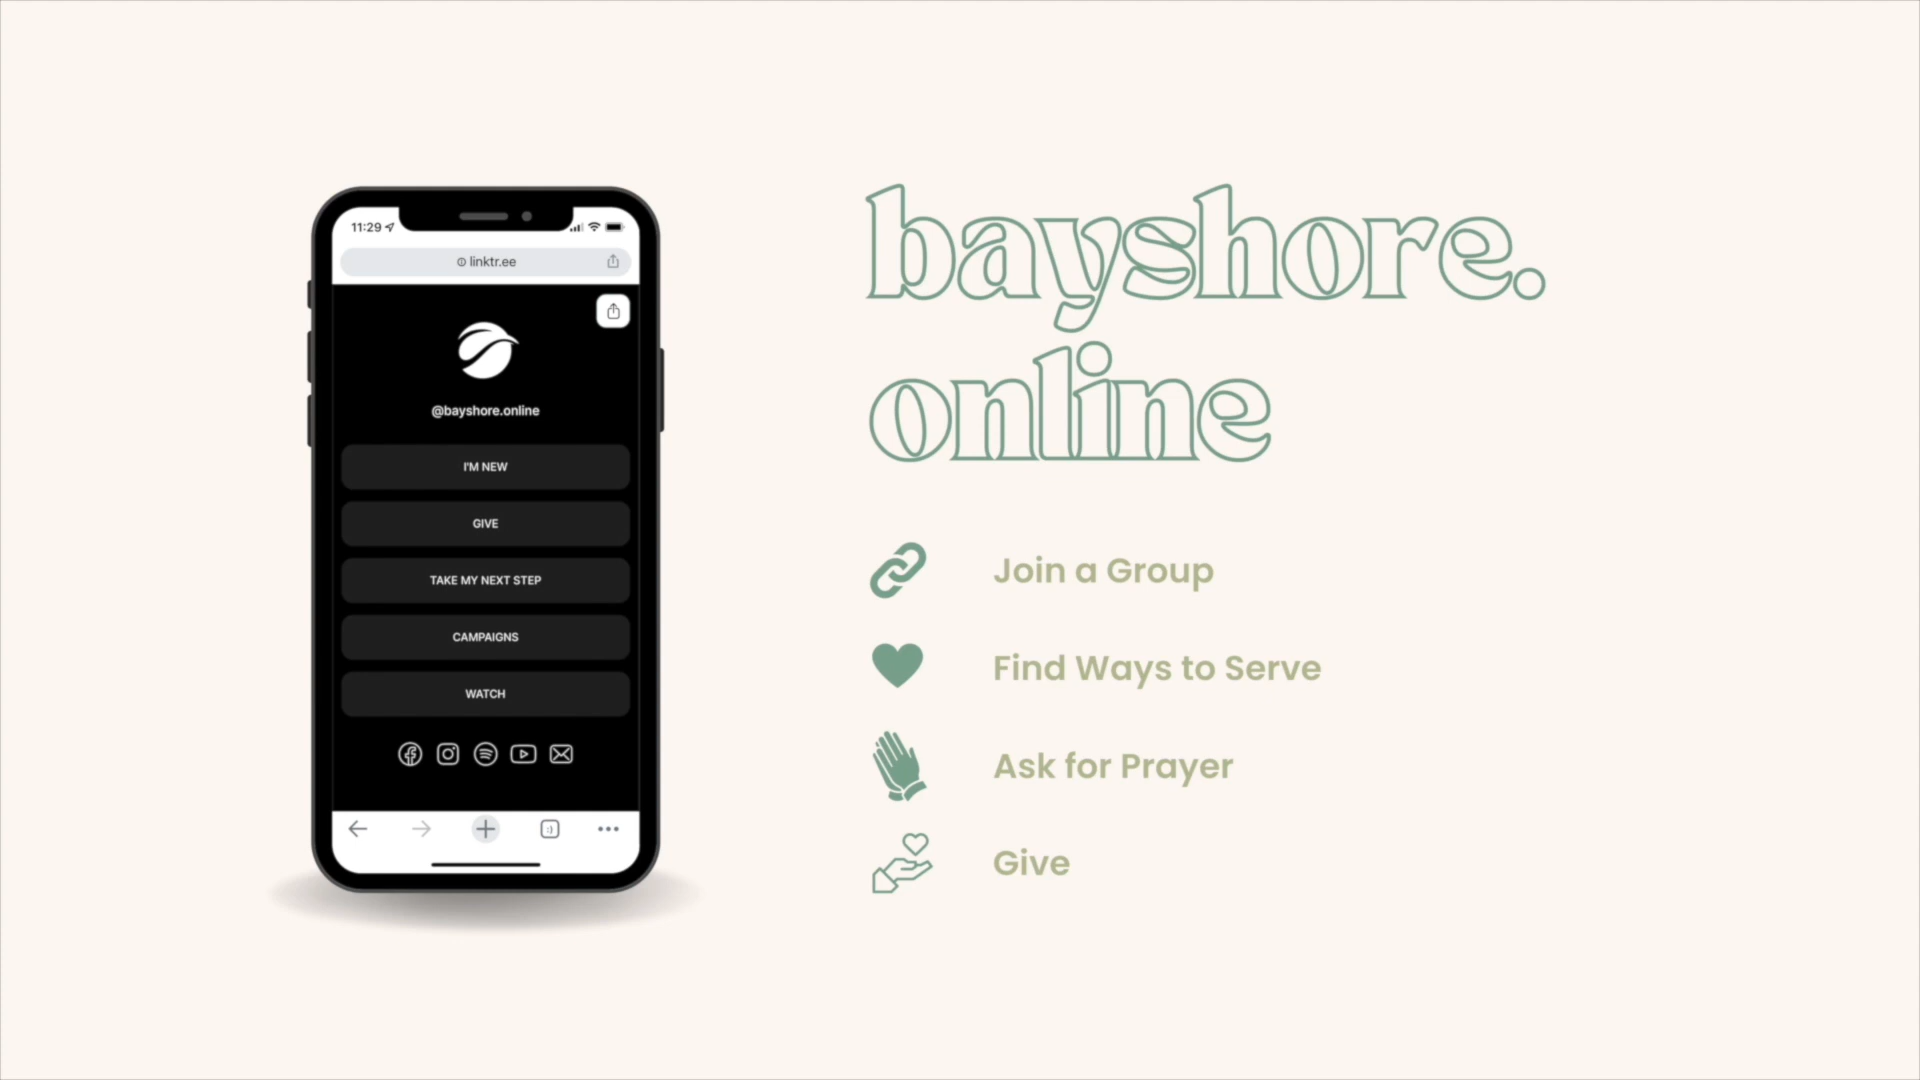 11:29
linktr.ee
@bayshore.online
I'M NEW
GIVE
TAKE MY NEXT STEP
CAMPAIGNS
WATCH
bayshore.
online
Join a Group
Find Ways to Serve
Ask for Prayer
Give